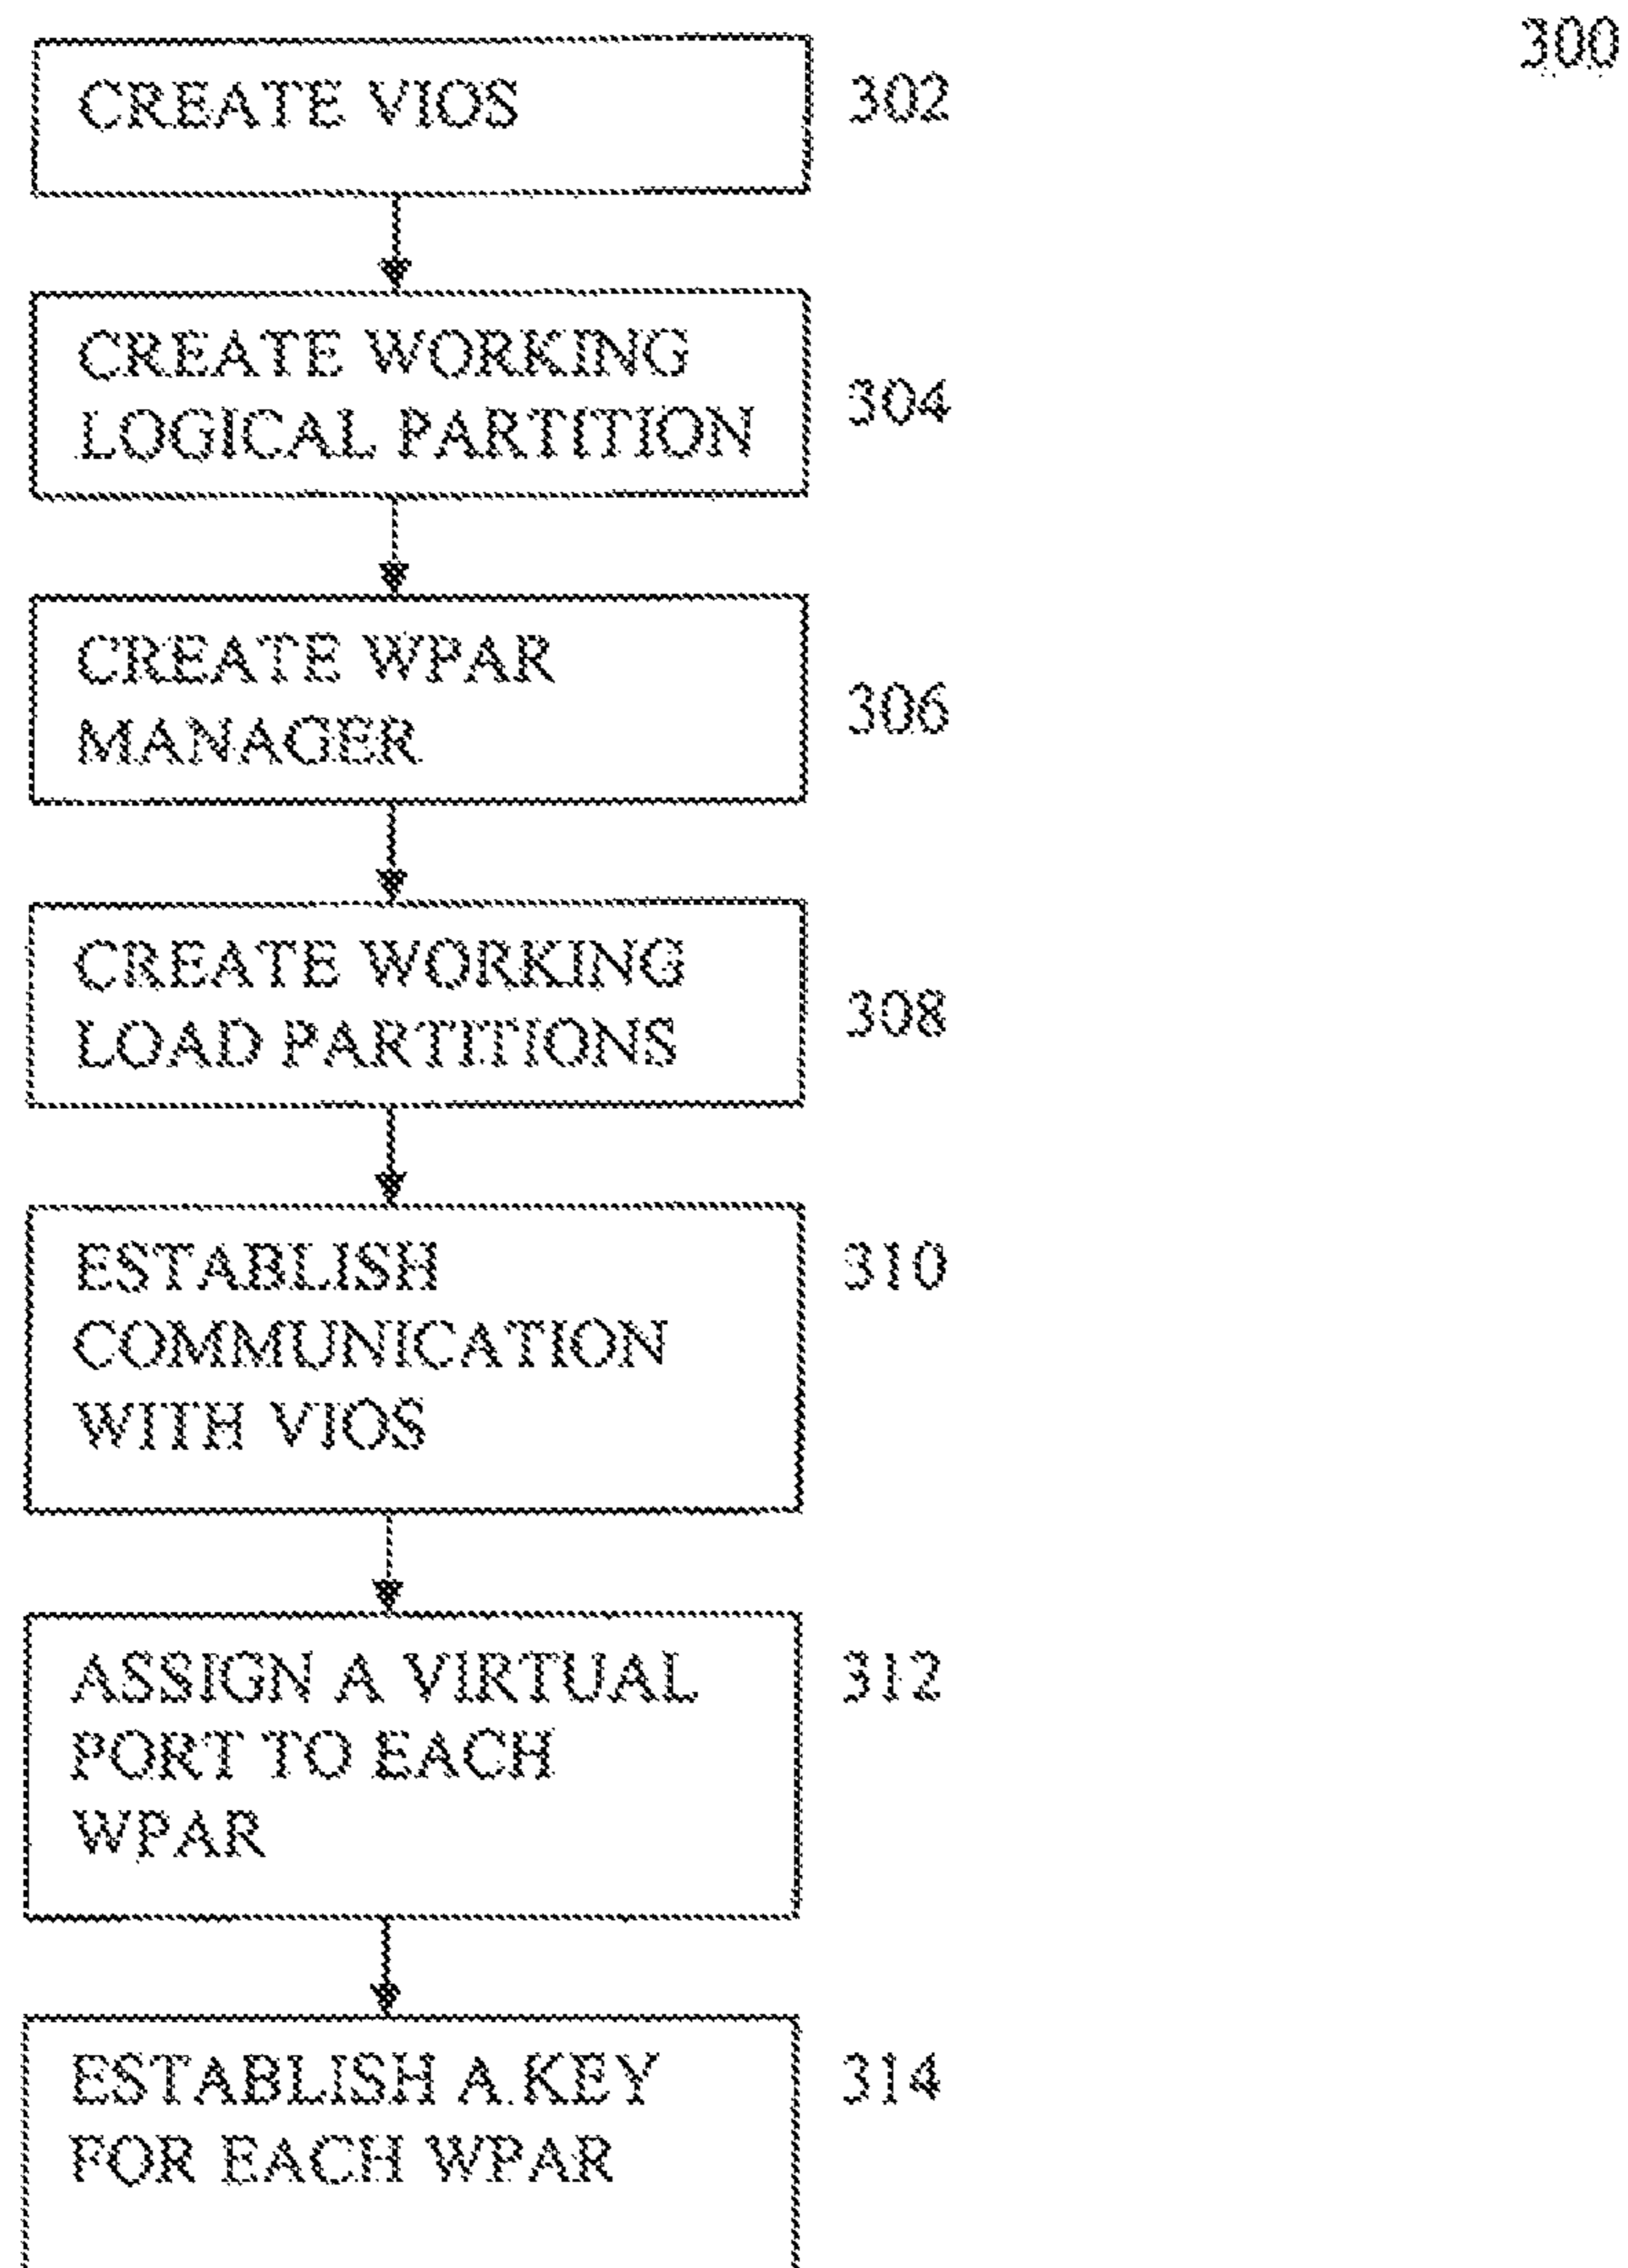 300
CREATE VIOS
302
CREATE WORKING
LOGICAL PARTITION
304
CREATE WPAR
MANAGER
306
CREATE WORKING
LOAD PARTITIONS
308
ESTABLISH
COMMUNICATION
WITH VIOS
310
ASSIGN A VIRTUAL
PORT TO EACH
WPAR
312
ESTABLISH A KEY
FOR EACH WPAR
314